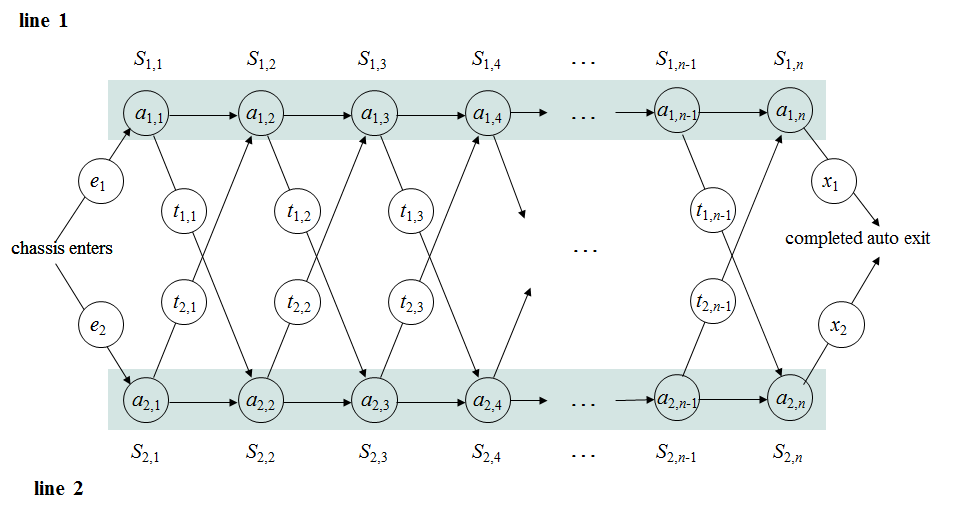 line 1
S1,1 S1,2 S1,3 S1,4 ... S1,n-1 S1,n
a1,1 a1,2 a1,3 a1,4 ... a1,n-1 a1,n
e1 x1
t1,1 t1,2 t1,3 t1,n-1
chassis enters ... completed auto exit
t2,1 t2,2 t2,3 t2,n-1
e2 x2
a2,1 a2,2 a2,3 a2,4 ... a2,n-1 a2,n
S2,1 S2,2 S2,3 S2,4 ... S2,n-1 S2,n
line 2